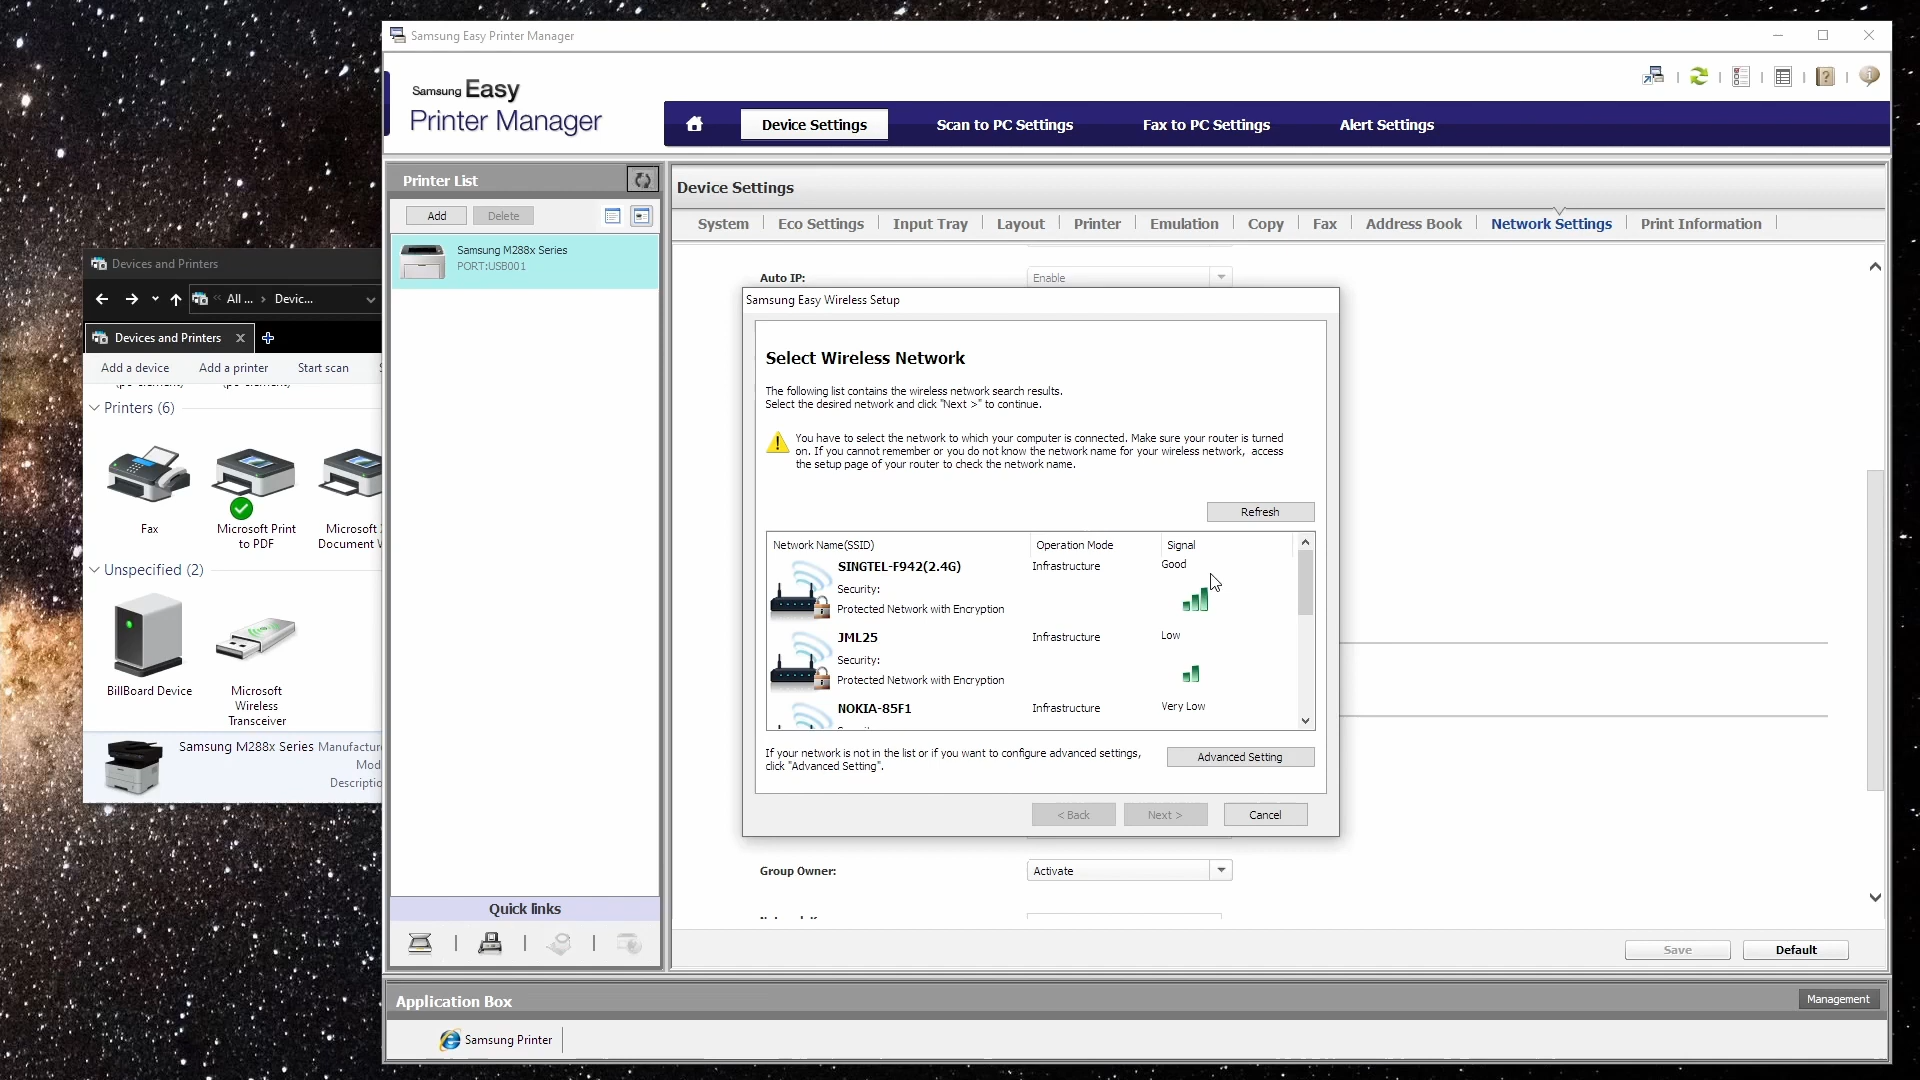 Samsung Easy Printer Manager
Samsung Easy
Printer Manager
Device Settings
Scan to PC Settings
Fax to PC Settings
Alert Settings
Printer List
Add
Delete
Samsung M288x Series
PORT:USB001
Quick links
Device Settings
System
Eco Settings
Input Tray
Layout
Printer
Emulation
Copy
Fax
Address Book
Network Settings
Print Information
Auto IP:
Enable
Samsung Easy Wireless Setup
Select Wireless Network
The following list contains the wireless network search results.
Select the desired network and click "Next >" to continue.
You have to select the network to which your computer is connected. Make sure your router is turned
on. If you cannot remember or you do not know the network name for your wireless network, access
the setup page of your router to check the network name.
Refresh
Network Name(SSID)
Operation Mode
Signal
SINGTEL-F942(2.4G)
Infrastructure
Good
Security:
Protected Network with Encryption
JML25
Infrastructure
Low
Security:
Protected Network with Encryption
NOKIA-85F1
Infrastructure
Very Low
If your network is not in the list or if you want to configure advanced settings,
click "Advanced Setting".
Advanced Setting
< Back
Next >
Cancel
Group Owner:
Activate
Save
Default
Application Box
Management
Samsung Printer
Devices and Printers
All ...
Devic...
Devices and Printers
Add a device
Add a printer
Start scan
Printers (6)
Fax
Microsoft Print
to PDF
Microsoft
Document
Unspecified (2)
BillBoard Device
Microsoft
Wireless
Transceiver
Samsung M288x Series
Manufacture
Mod
Descriptio